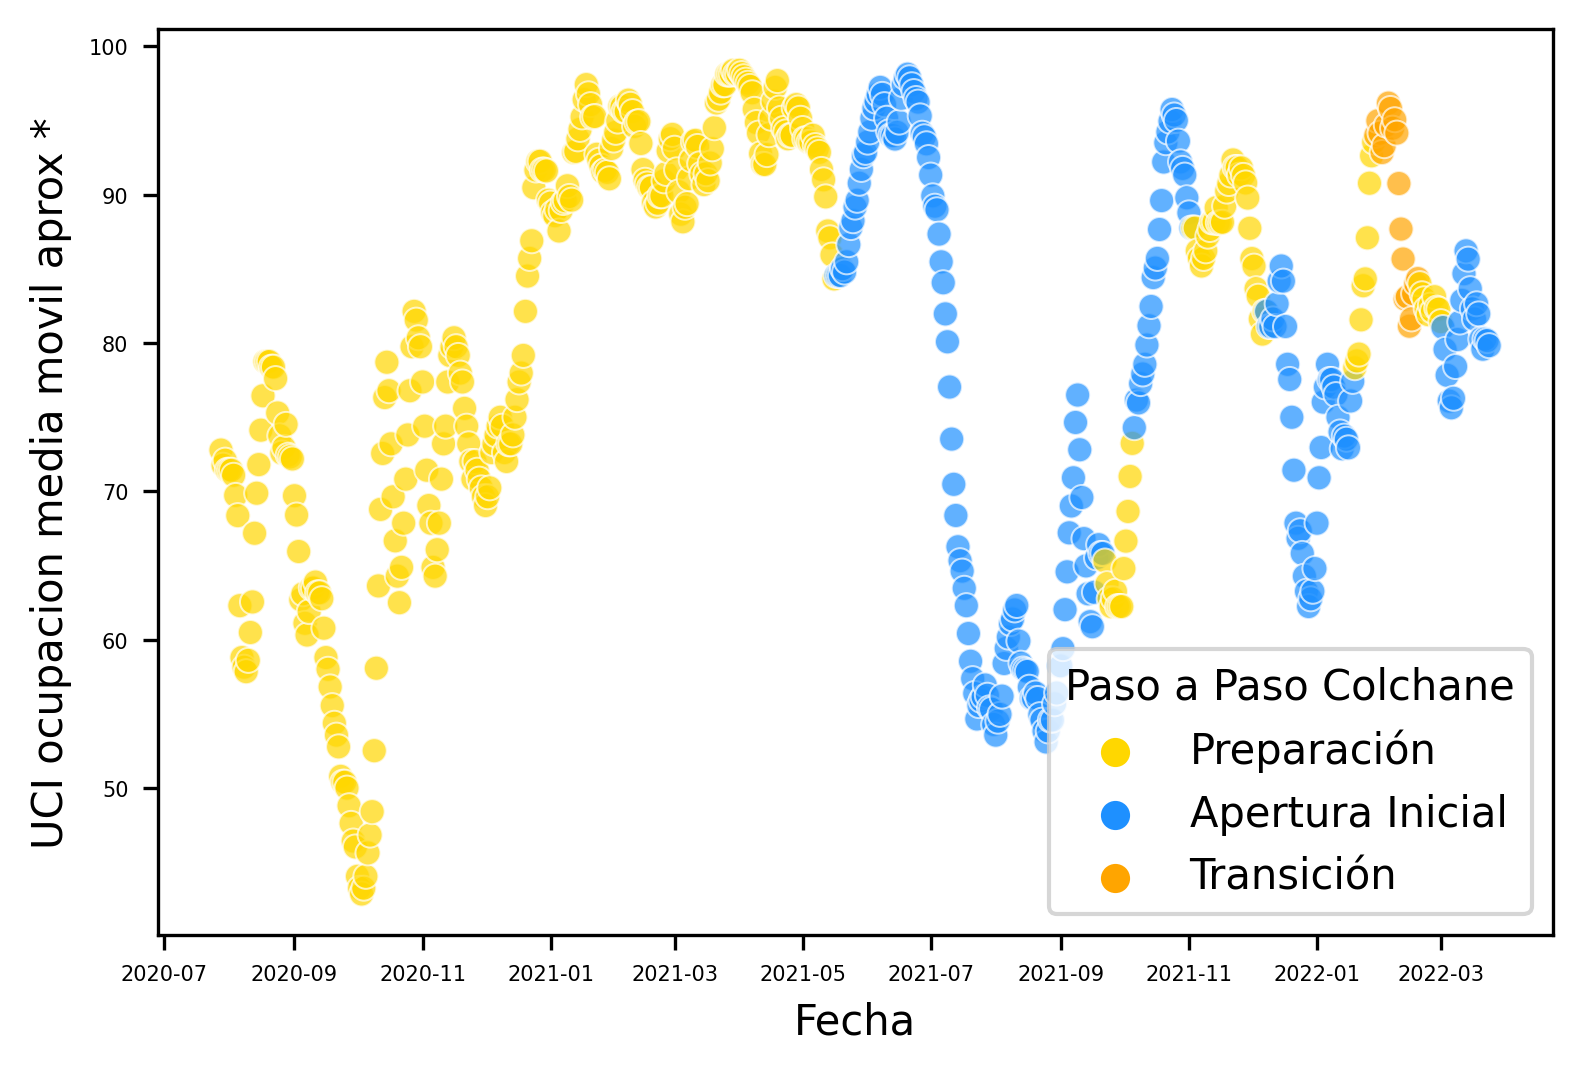 UCI ocupacion media movil aprox *
100
90
80
70
60
50
2020-07 2020-09 2020-11 2021-01 2021-03 2021-05 2021-07 2021-09 2021-11 2022-01 2022-03
Fecha
Paso a Paso Colchane
Preparación
Apertura Inicial
Transición